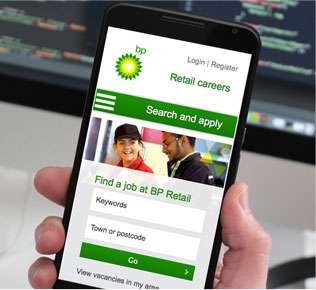 bp
Login | Register
Retail careers
Search and apply
Find a job at BP Retail
Keywords
Town or postcode
Go
View vacancies in my area